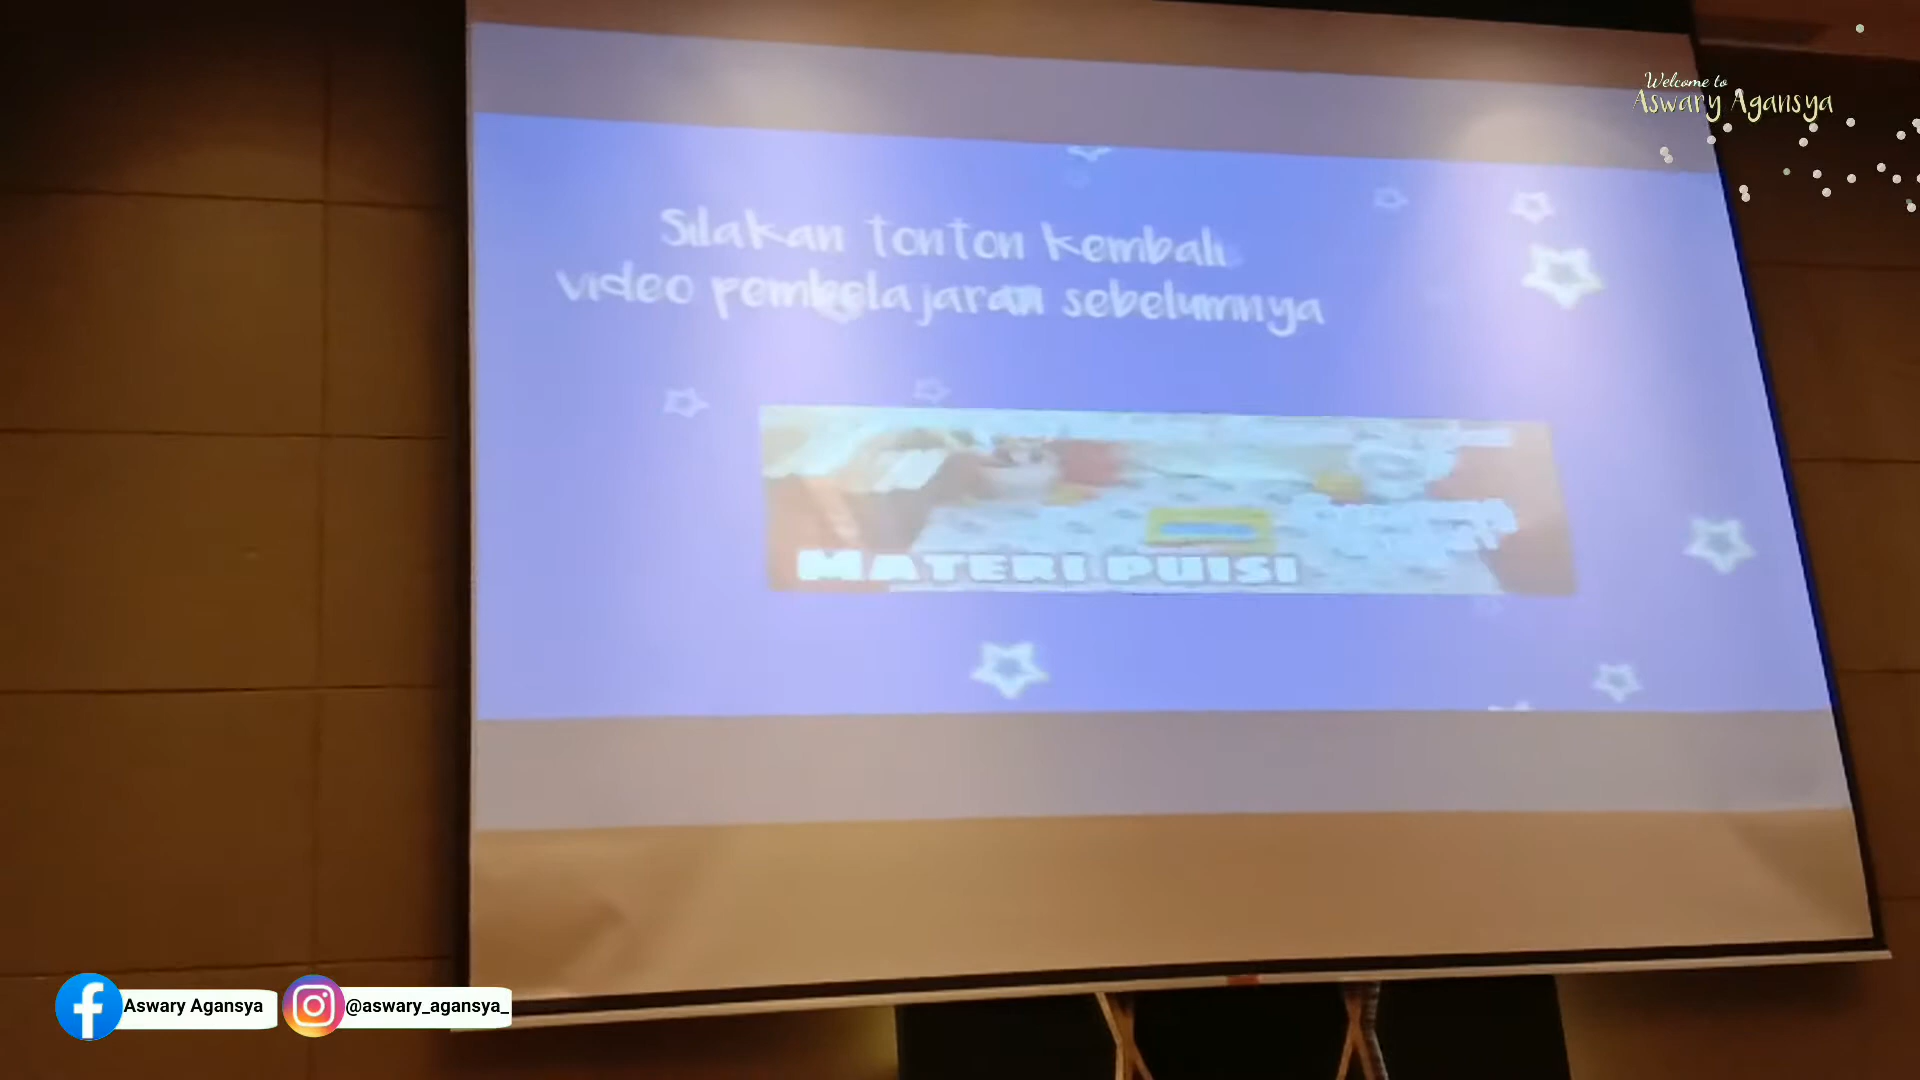 Welcome to
Aswary Agansya
Silakan tonton kembali
video pembelajaran sebelumnya
MATERI PUISI
Aswary Agansya
@aswary_agansya_